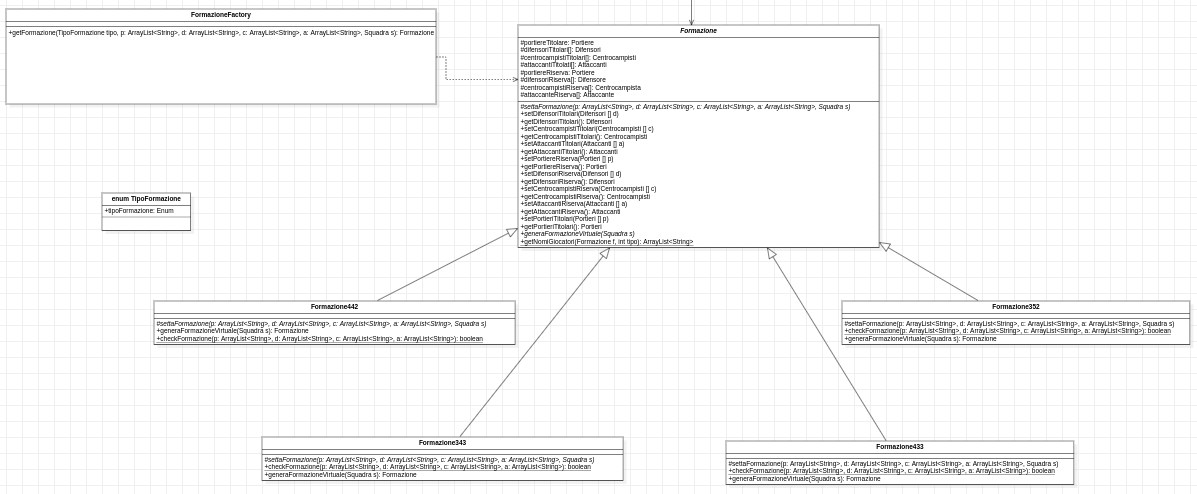 FormazioneFactory
+getFormazione(TipoFormazione tipo, p: ArrayList<String>, d: ArrayList<String>, c: ArrayList<String>, a: ArrayList<String>, Squadra s): Formazione
Formazione
#portiereTitolare: Portiere
#difensoriTitolari[]: Difensori
#centrocampistiTitolari[]: Centrocampisti
#attaccantiTitolati[]: Attaccanti
#portiereRiserva: Portiere
#difensoriRiserva[]: Difensore
#centrocampistiRiserva[]: Centrocampista
#attaccanteRiserva[]: Attaccante
#settaFormazione(p: ArrayList<String>, d: ArrayList<String>, c: ArrayList<String>, a: ArrayList<String>, Squadra s)
+setDifensoriTitolari(Difensori [] d)
+getDifensoriTitolari(): Difensori
+setCentrocampistiTitolari(Centrocampisti [] c)
+getCentrocampistiTitolari(): Centrocampisti
+setAttaccantiTitolari(Attaccanti [] a)
+getAttaccantiTitolari(): Attaccanti
+setPortiereRiserva(Portieri [] p)
+getPortiereRiserva(): Portieri
+setDifensoriRiserva(Difensori [] d)
+getDifensoriRiserva(): Difensori
+setCentrocampistiRiserva(Centrocampisti [] c)
+getCentrocampistiRiserva(): Centrocampisti
+setAttaccantiRiserva(Attaccanti [] a)
+getAttaccantiRiserva(): Attaccanti
+setPortieriTitolari(Portieri [] p)
+getPortieriTitolari(): Portieri
+generaFormazioneVirtuale(Squadra s)
+getNomiGiocatori(Formazione f, int tipo): ArrayList<String>
enum TipoFormazione
+tipoFormazione: Enum
Formazione442
#settaFormazione(p: ArrayList<String>, d: ArrayList<String>, c: ArrayList<String>, a: ArrayList<String>, Squadra s)
+generaFormazioneVirtuale(Squadra s): Formazione
+checkFormazione(p: ArrayList<String>, d: ArrayList<String>, c: ArrayList<String>, a: ArrayList<String>): boolean
Formazione352
#settaFormazione(p: ArrayList<String>, d: ArrayList<String>, c: ArrayList<String>, a: ArrayList<String>, Squadra s)
+checkFormazione(p: ArrayList<String>, d: ArrayList<String>, c: ArrayList<String>, a: ArrayList<String>): boolean
+generaFormazioneVirtuale(Squadra s): Formazione
Formazione343
#settaFormazione(p: ArrayList<String>, d: ArrayList<String>, c: ArrayList<String>, a: ArrayList<String>, Squadra s)
+checkFormazione(p: ArrayList<String>, d: ArrayList<String>, c: ArrayList<String>, a: ArrayList<String>): boolean
+generaFormazioneVirtuale(Squadra s): Formazione
Formazione433
#settaFormazione(p: ArrayList<String>, d: ArrayList<String>, c: ArrayList<String>, a: ArrayList<String>, Squadra s)
+checkFormazione(p: ArrayList<String>, d: ArrayList<String>, c: ArrayList<String>, a: ArrayList<String>): boolean
+generaFormazioneVirtuale(Squadra s): Formazione